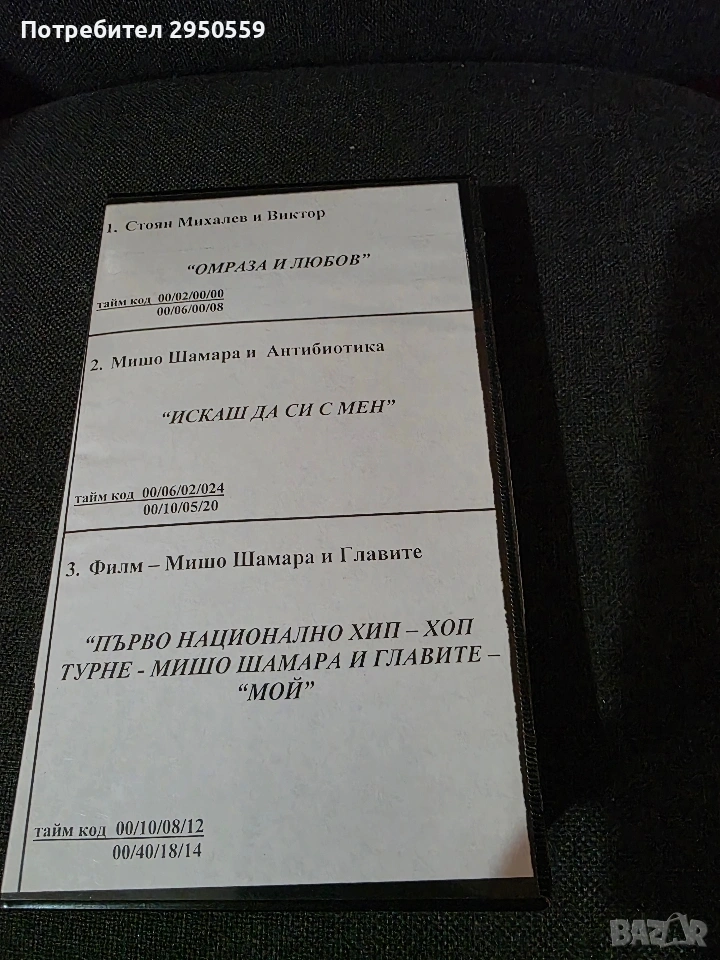 Потребител 2950559
1. Стоян Михалев и Виктор
“ОМРАЗА И ЛЮБОВ”
тайм код 00/02/00/00
00/06/00/08
2. Мишо Шамара и Антибиотика
“ИСКАШ ДА СИ С МЕН”
тайм код 00/06/02/024
00/10/05/20
3. Филм – Мишо Шамара и Главите
“ПЪРВО НАЦИОНАЛНО ХИП – ХОП
ТУРНЕ - МИШО ШАМАРА И ГЛАВИТЕ –
“МОЙ”
тайм код 00/10/08/12
00/40/18/14
BAZAR